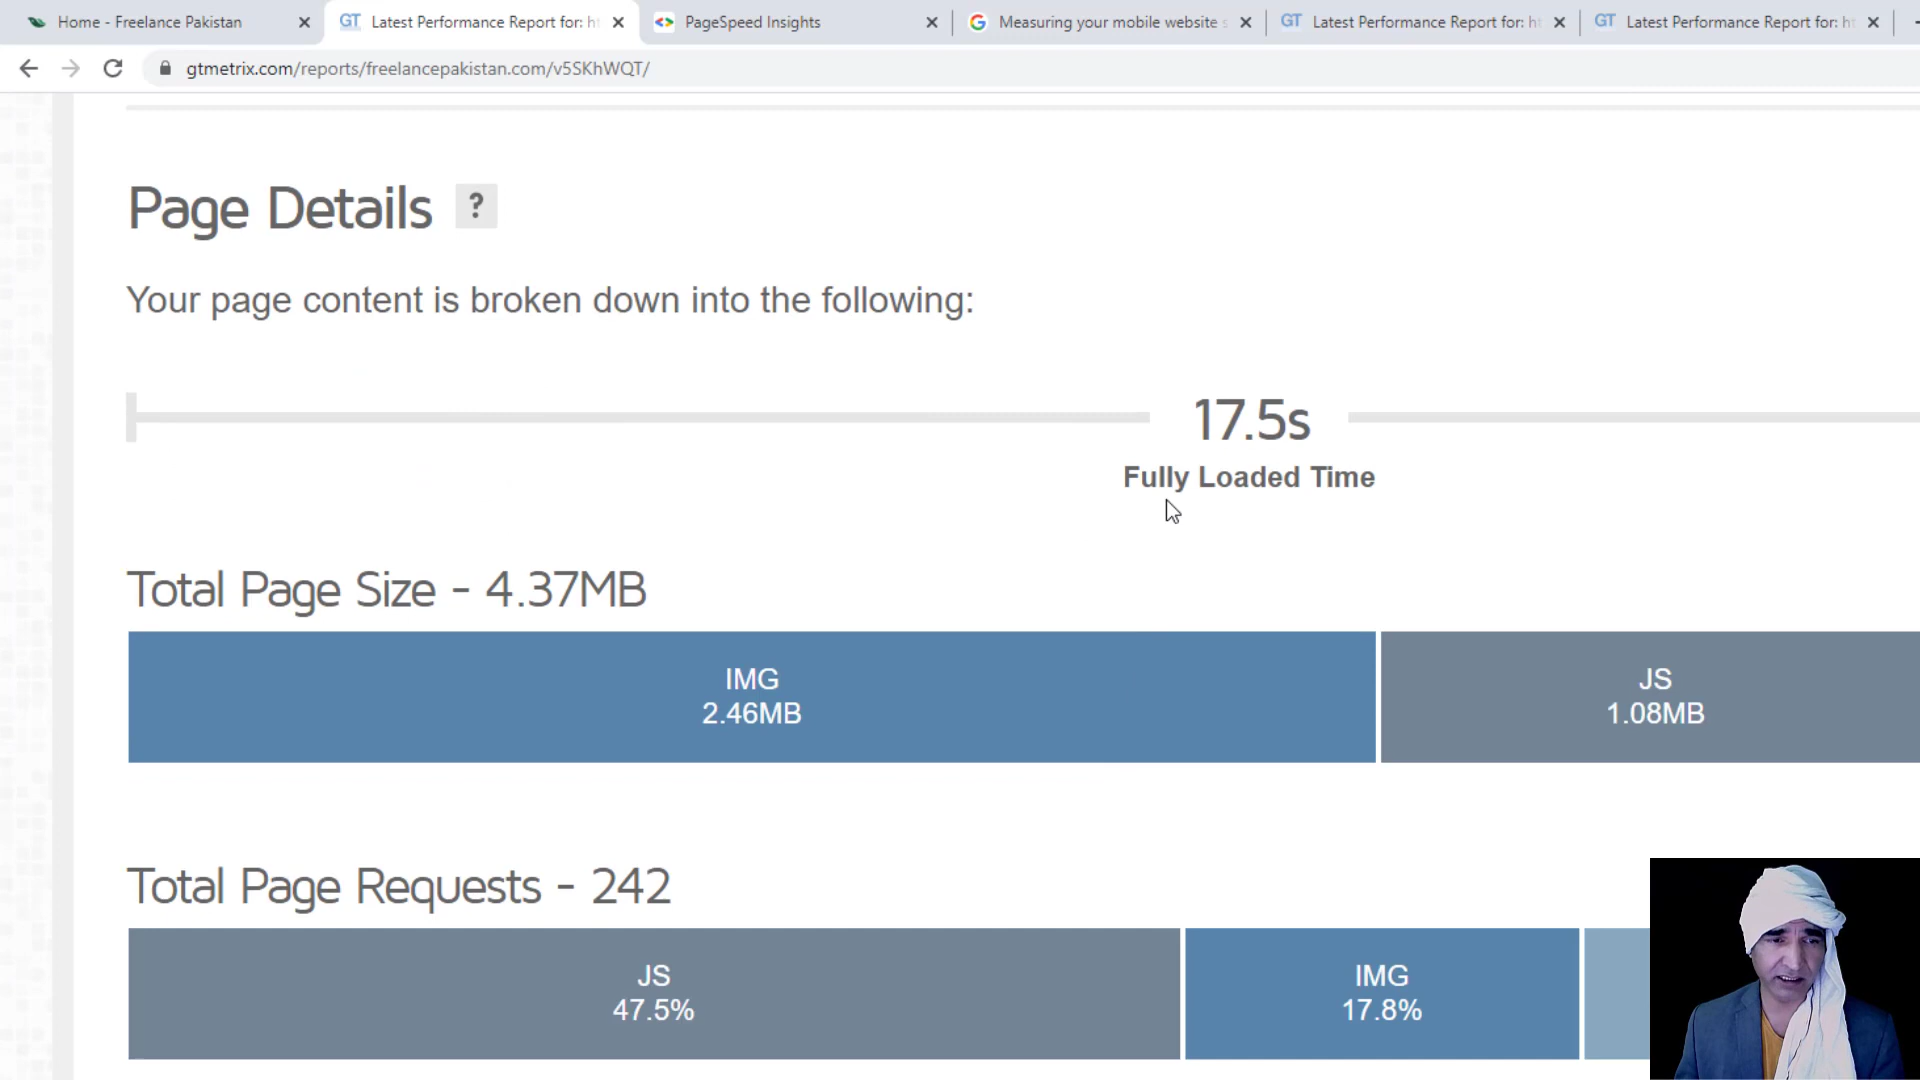 Home - Freelance Pakistan
GT Latest Performance Report for: ht
PageSpeed Insights
G Measuring your mobile website s
GT Latest Performance Report for: ht
GT Latest Performance Report for: ht
gtmetrix.com/reports/freelancepakistan.com/v5SKhWQT/
Page Details ?
Your page content is broken down into the following:
17.5s
Fully Loaded Time
Total Page Size - 4.37MB
IMG
2.46MB
JS
1.08MB
Total Page Requests - 242
JS
47.5%
IMG
17.8%